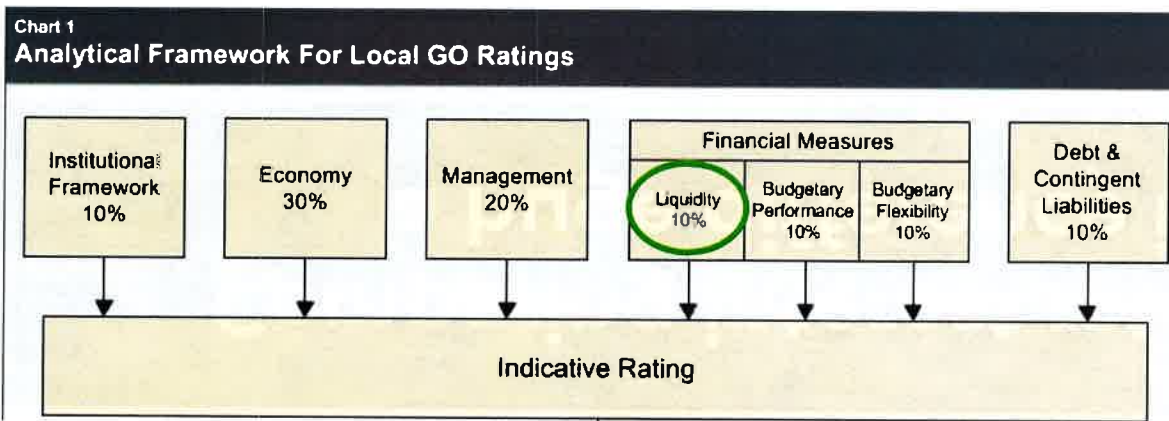 Chart 1
Analytical Framework For Local GO Ratings
Institutional
Framework
10%
Economy
30%
Management
20%
Financial Measures
Liquidity
10%
Budgetary
Performance
10%
Budgetary
Flexibility
10%
Debt &
Contingent
Liabilities
10%
Indicative Rating